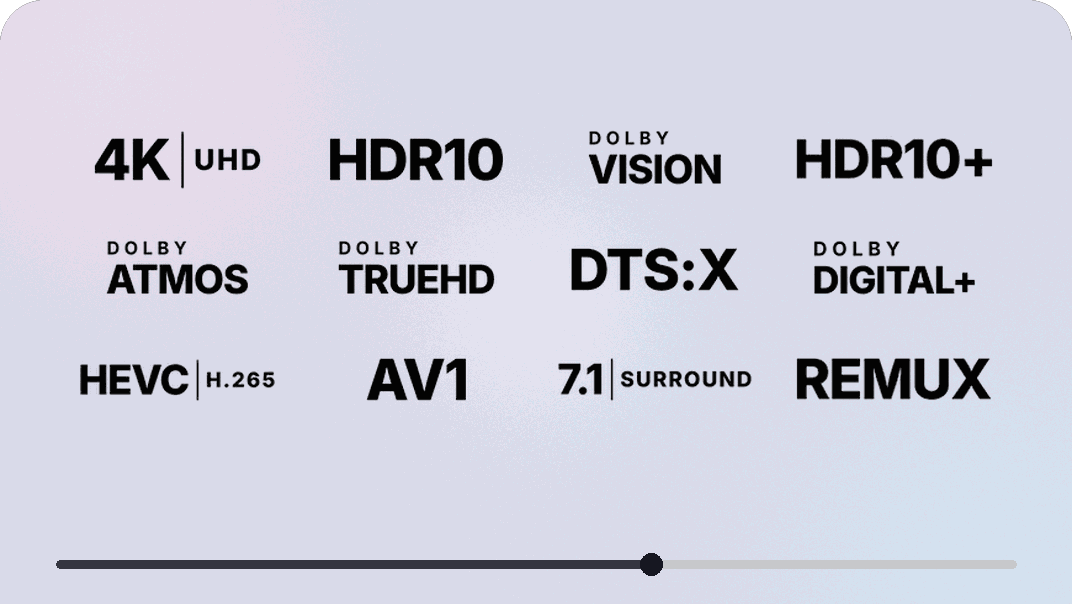 4K | UHD
HDR10
DOLBY
VISION
HDR10+
DOLBY
ATMOS
DOLBY
TRUEHD
DTS:X
DOLBY
DIGITAL+
HEVC | H.265
AV1
7.1 | SURROUND
REMUX